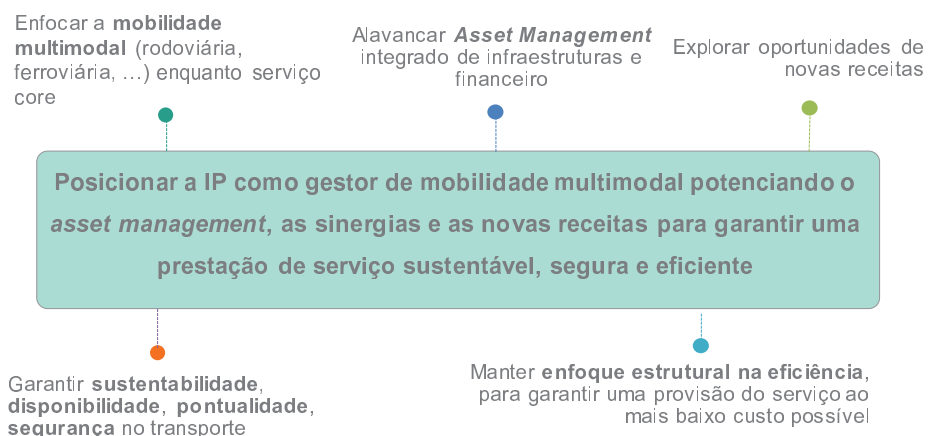 Enfocar a mobilidade
multimodal (rodoviária,
ferroviária, …) enquanto serviço
core
Alavancar Asset Management
integrado de infraestruturas e
financeiro
Explorar oportunidades de
novas receitas
Posicionar a IP como gestor de mobilidade multimodal potenciando o
asset management, as sinergias e as novas receitas para garantir uma
prestação de serviço sustentável, segura e eficiente
Garantir sustentabilidade,
disponibilidade, pontualidade,
segurança no transporte
Manter enfoque estrutural na eficiência,
para garantir uma provisão do serviço ao
mais baixo custo possível